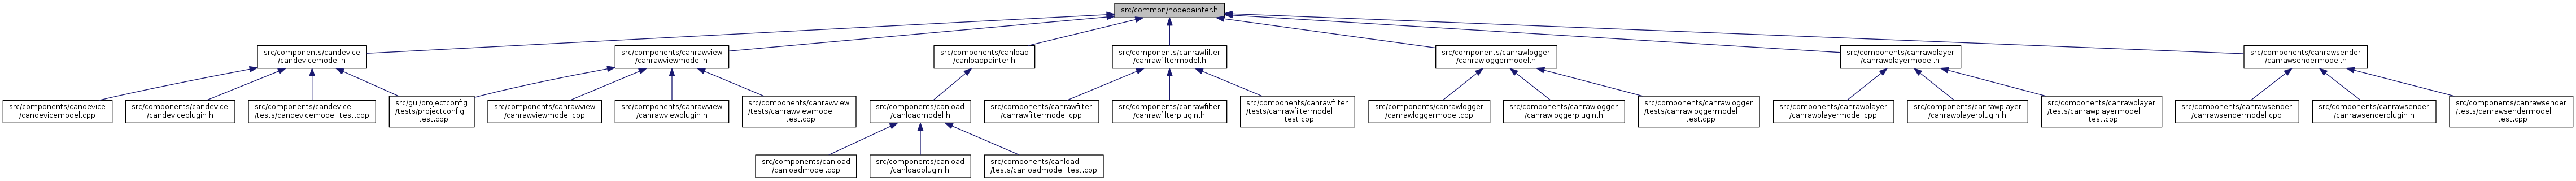 src/common/nodepainter.h
src/components/candevice
/candevicemodel.h
src/components/canrawview
/canrawviewmodel.h
src/components/canload
/canloadpainter.h
src/components/canrawfilter
/canrawfiltermodel.h
src/components/canrawlogger
/canrawloggermodel.h
src/components/canrawplayer
/canrawplayermodel.h
src/components/canrawsender
/canrawsendermodel.h
src/components/candevice
/candevicemodel.cpp
src/components/candevice
/candeviceplugin.h
src/components/candevice
/tests/candevicemodel_test.cpp
src/gui/projectconfig
/tests/projectconfig
_test.cpp
src/components/canrawview
/canrawviewmodel.cpp
src/components/canrawview
/canrawviewplugin.h
src/components/canrawview
/tests/canrawviewmodel
_test.cpp
src/components/canload
/canloadmodel.h
src/components/canrawfilter
/canrawfiltermodel.cpp
src/components/canrawfilter
/canrawfilterplugin.h
src/components/canrawfilter
/tests/canrawfiltermodel
_test.cpp
src/components/canrawlogger
/canrawloggermodel.cpp
src/components/canrawlogger
/canrawloggerplugin.h
src/components/canrawlogger
/tests/canrawloggermodel
_test.cpp
src/components/canrawplayer
/canrawplayermodel.cpp
src/components/canrawplayer
/canrawplayerplugin.h
src/components/canrawplayer
/tests/canrawplayermodel
_test.cpp
src/components/canrawsender
/canrawsendermodel.cpp
src/components/canrawsender
/canrawsenderplugin.h
src/components/canrawsender
/tests/canrawsendermodel
_test.cpp
src/components/canload
/canloadmodel.cpp
src/components/canload
/canloadplugin.h
src/components/canload
/tests/canloadmodel_test.cpp